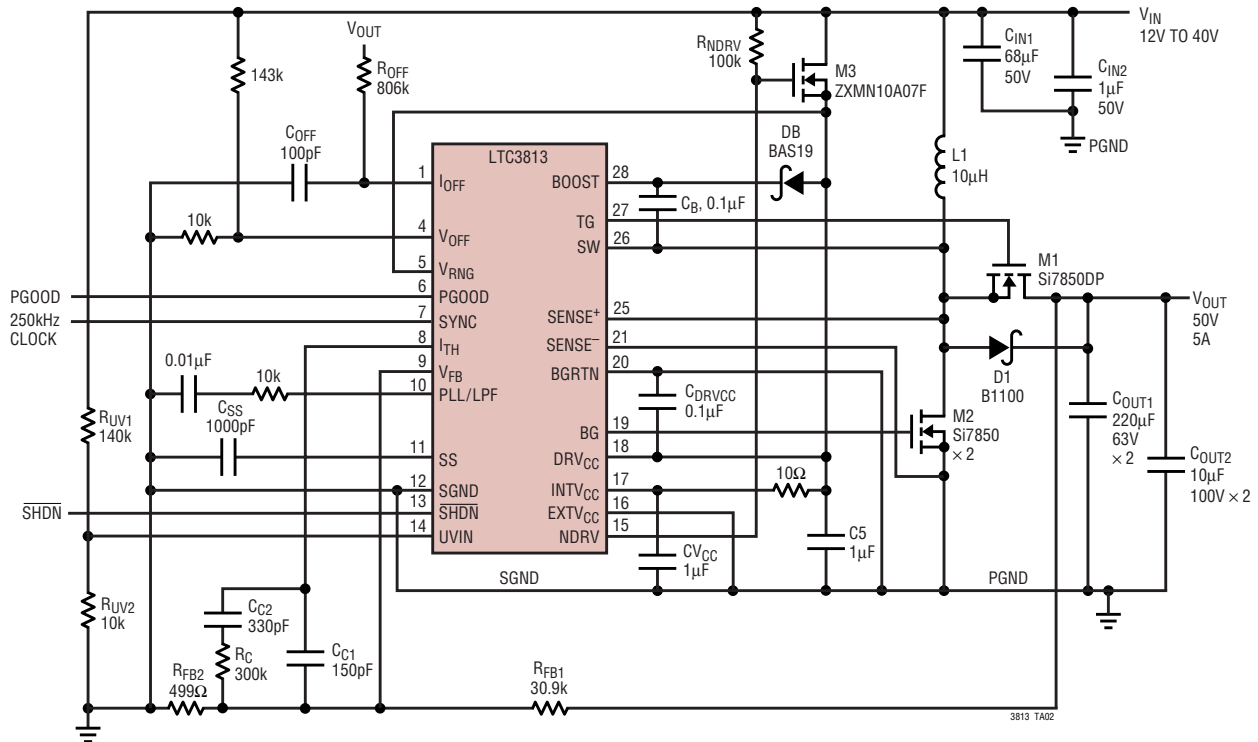 VIN
12V TO 40V
VOUT
143k
ROFF
806k
RNDRV
100k
M3
ZXMN10A07F
CIN1
68µF
50V
CIN2
1µF
50V
PGND
COFF
100pF
DB
BAS19
L1
10µH
LTC3813
1
IOFF
BOOST
28
CB, 0.1µF
TG
27
10k
4
VOFF
SW
26
5
VRNG
M1
Si7850DP
PGOOD
6
PGOOD
VOUT
50V
5A
250kHz
CLOCK
7
SYNC
SENSE+
25
8
ITH
SENSE–
21
9
VFB
BGRTN
20
0.01µF
10k
10
PLL/LPF
CDRVCC
0.1µF
D1
B1100
RUV1
140k
CSS
1000pF
BG
19
M2
Si7850
× 2
COUT1
220µF
63V
× 2
11
SS
DRVCC
18
COUT2
10µF
100V × 2
12
SGND
INTVCC
17
10Ω
SHDN
13
SHDN
EXTVCC
16
14
UVIN
NDRV
15
CVCC
1µF
C5
1µF
SGND
PGND
RUV2
10k
CC2
330pF
RC
300k
CC1
150pF
RFB2
499Ω
RFB1
30.9k
3813 TA02